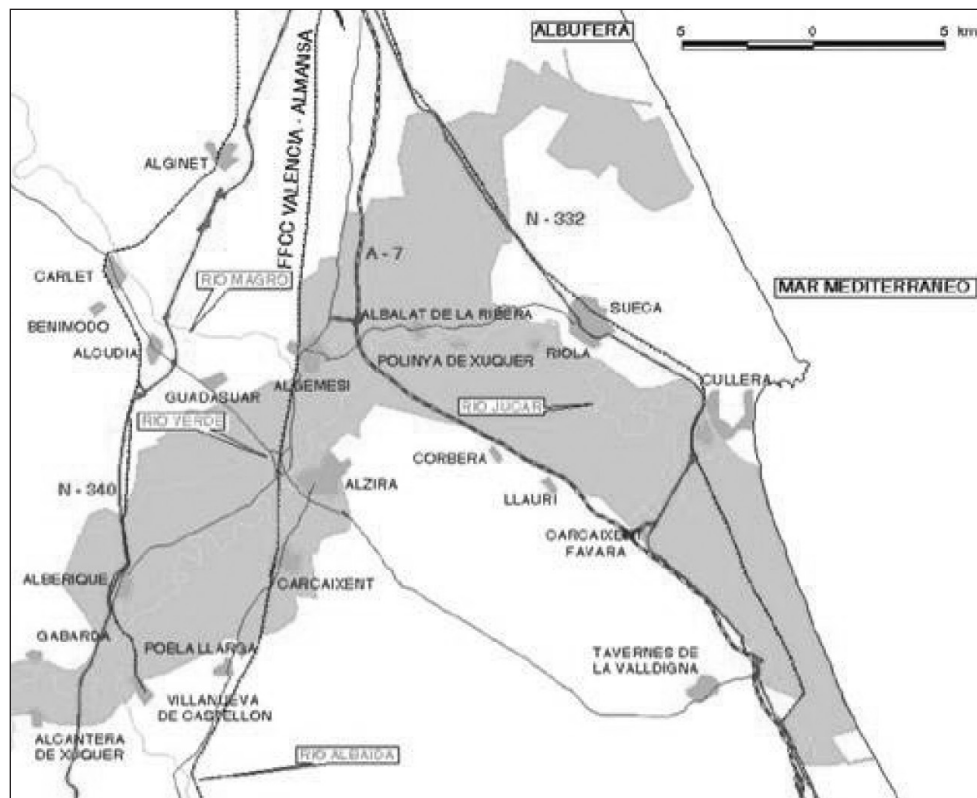 ALBUFERA
5 0 5 km
FFCC VALENCIA - ALMANSA
ALGINET
N - 332
A - 7
CARLET
RIO MAGRO
MAR MEDITERRANEO
SUECA
BENIMODO
ALBALAT DE LA RIBERA
ALCUDIA
POLINYA DE XUQUER
RIOLA
ALGEMESI
CULLERA
GUADASUAR
RIO JUCAR
RIO VERDE
CORBERA
ALZIRA
N - 340
LLAURI
CARCAIXENT
FAVARA
ALBERIQUE
CARCAIXENT
GABARDA
POELA LLARGA
TAVERNES DE
LA VALLDIGNA
VILLANUEVA
DE CASTELLON
ALCANTERA
DE XUQUER
RIO ALBAIDA